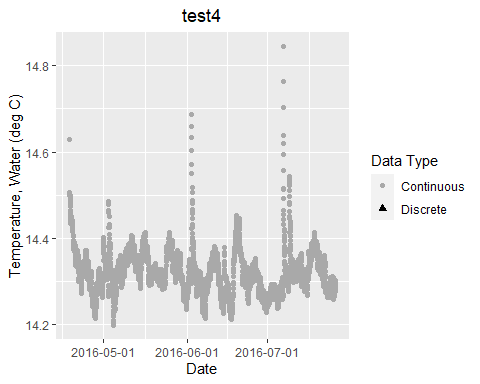 test4
Temperature, Water (deg C)
14.8
14.6
14.4
14.2
2016-05-01
2016-06-01
2016-07-01
Date
Data Type
Continuous
Discrete